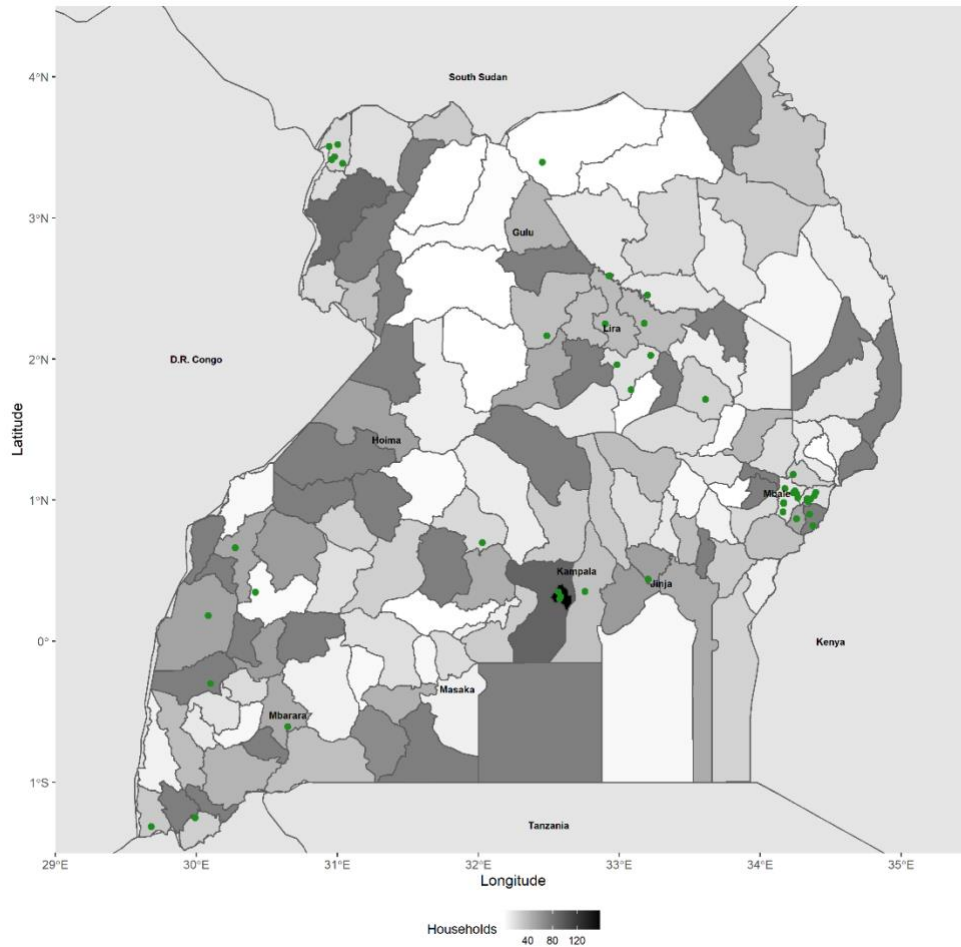 4°N
South Sudan
3°N
Gulu
Lira
2°N
D.R. Congo
Hoima
1°N
Mbale
Kampala
Jinja
0°
Kenya
Masaka
Mbarara
1°S
Tanzania
29°E 30°E 31°E 32°E 33°E 34°E 35°E
Longitude
Latitude
Households
40 80 120